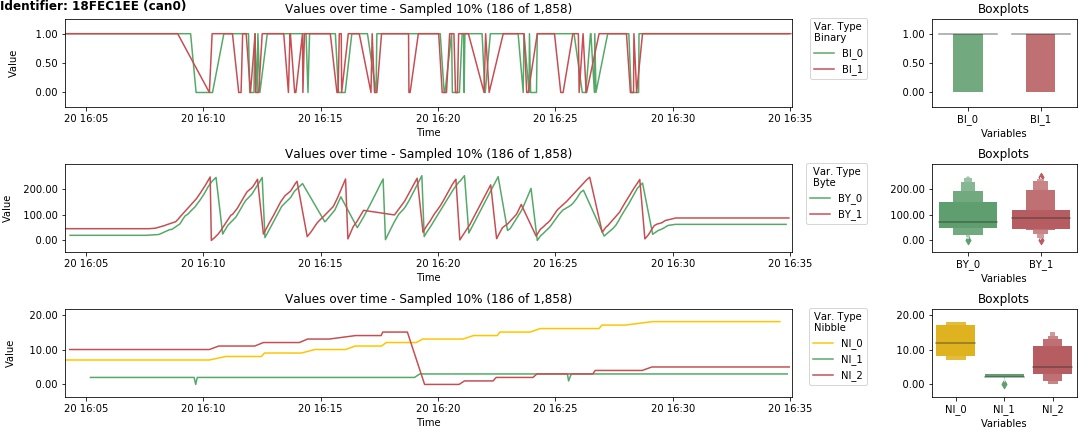 Identifier: 18FEC1EE (can0)
Values over time - Sampled 10% (186 of 1,858)
Boxplots
Value
1.00
0.50
0.00
20 16:05
20 16:10
20 16:15
20 16:20
20 16:25
20 16:30
20 16:35
Time
Var. Type
Binary
BI_0
BI_1
1.00
0.50
0.00
BI_0
BI_1
Variables
Values over time - Sampled 10% (186 of 1,858)
Boxplots
Value
200.00
100.00
0.00
20 16:05
20 16:10
20 16:15
20 16:20
20 16:25
20 16:30
20 16:35
Time
Var. Type
Byte
BY_0
BY_1
200.00
100.00
0.00
BY_0
BY_1
Variables
Values over time - Sampled 10% (186 of 1,858)
Boxplots
Value
20.00
10.00
0.00
20 16:05
20 16:10
20 16:15
20 16:20
20 16:25
20 16:30
20 16:35
Time
Var. Type
Nibble
NI_0
NI_1
NI_2
20.00
10.00
0.00
NI_0
NI_1
NI_2
Variables